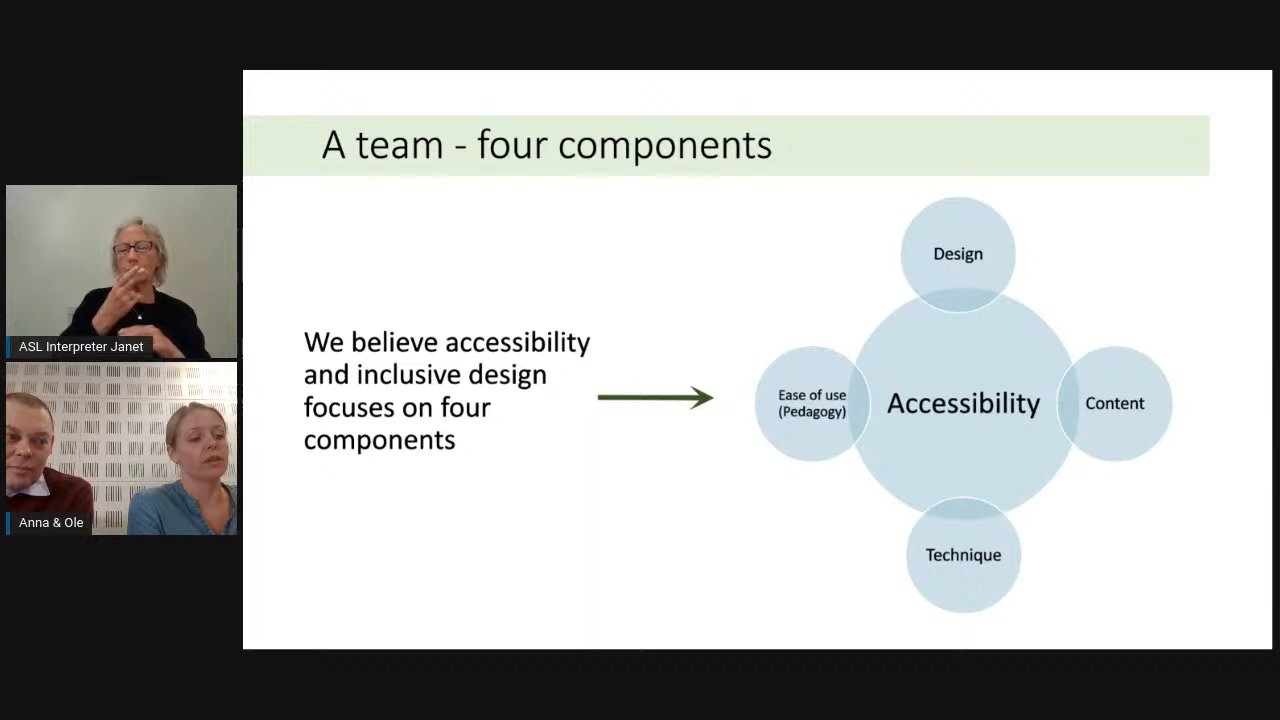 A team - four components
ASL Interpreter Janet
Anna & Ole
We believe accessibility
and inclusive design
focuses on four
components
Design
Ease of use
(Pedagogy)
Accessibility
Content
Technique